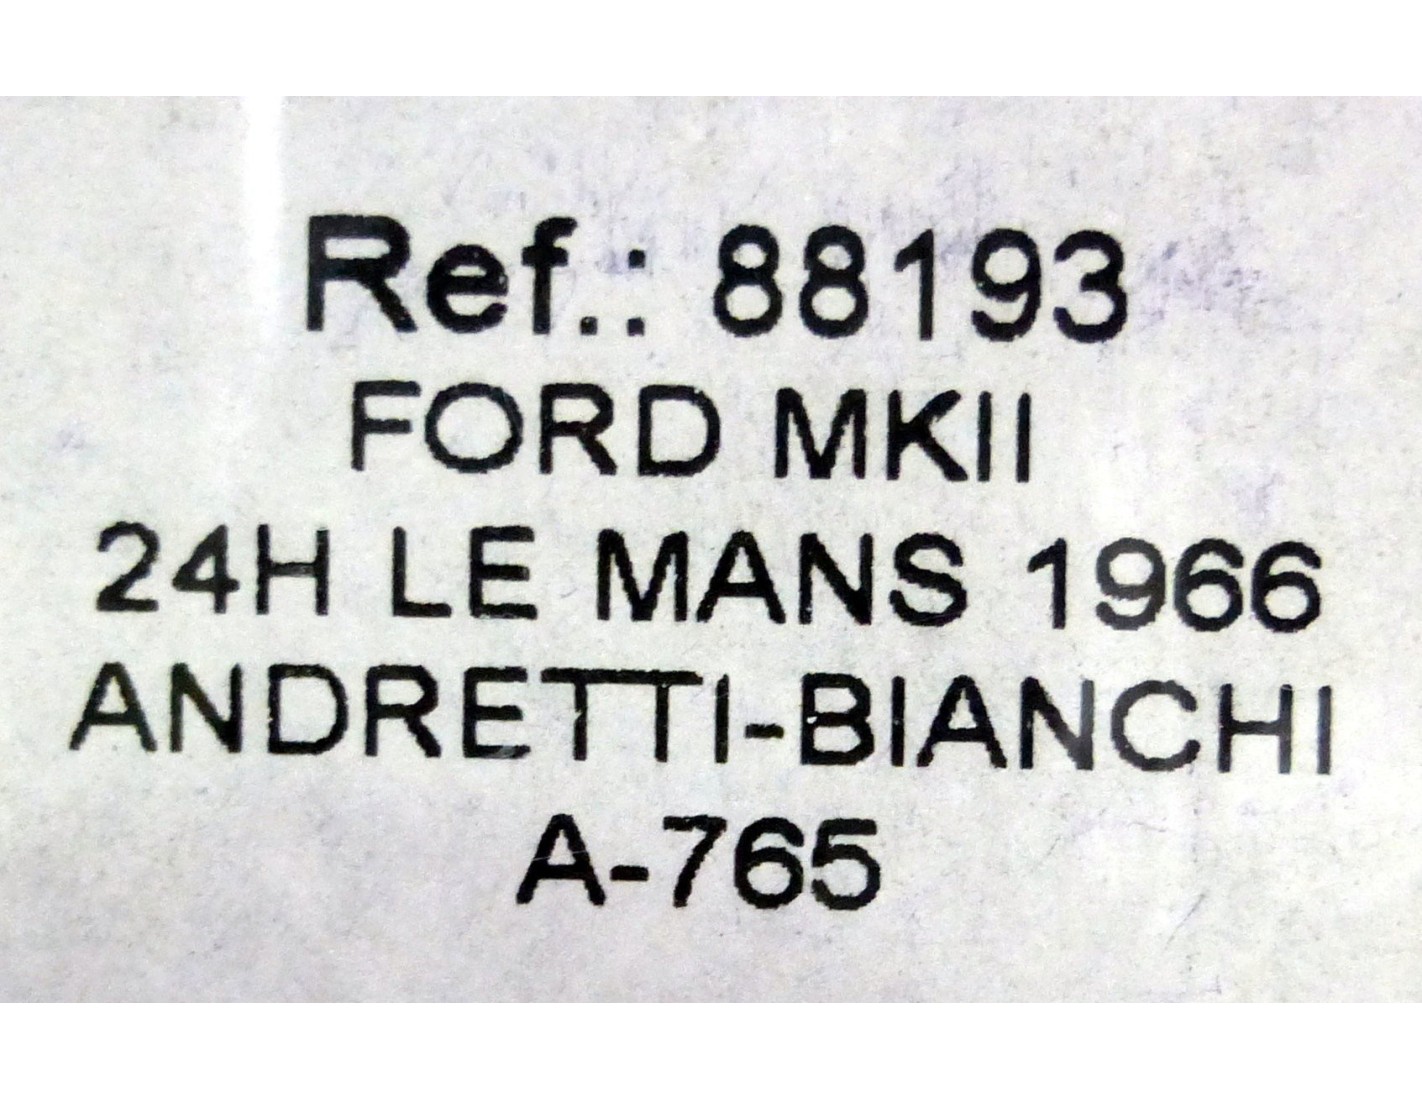 Ref.: 88193
FORD MKII
24H LE MANS 1966
ANDRETTI-BIANCHI
A-765